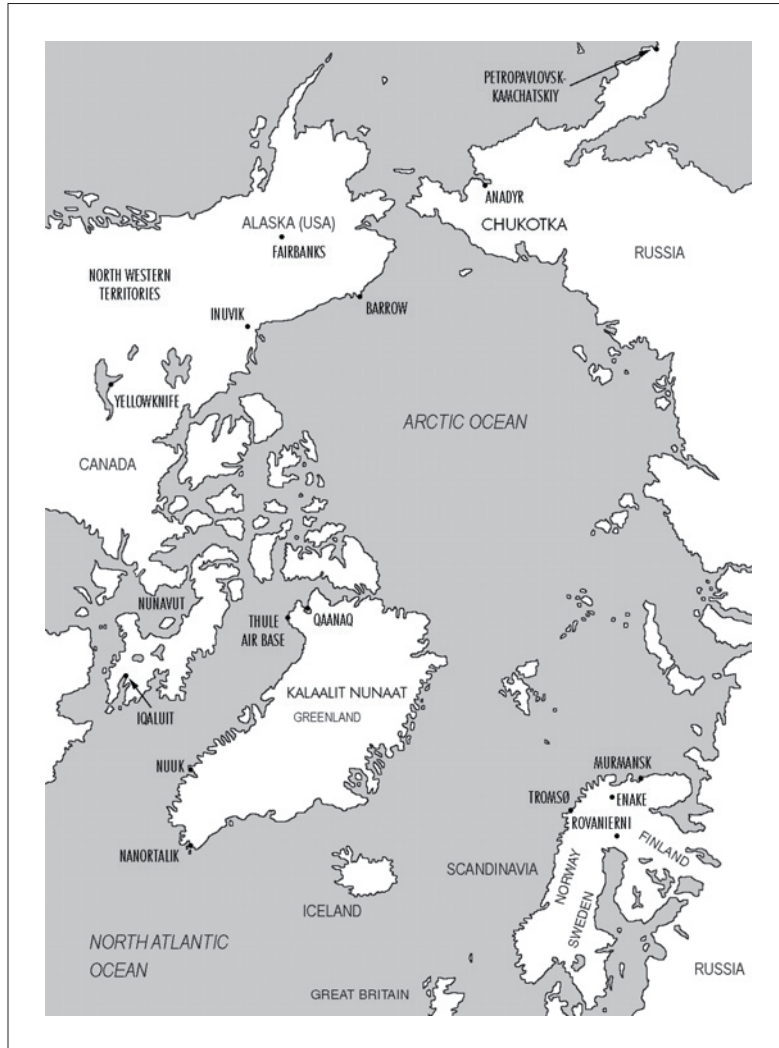 PETROPAVLOVSK-
KAMCHATSKIY
ANADYR
CHUKOTKA
RUSSIA
ALASKA (USA)
FAIRBANKS
NORTH WESTERN
TERRITORIES
BARROW
INUVIK
YELLOWKNIFE
ARCTIC OCEAN
CANADA
NUNAVUT
THULE
AIR BASE
QAANAQ
KALAALIT NUNAAT
GREENLAND
IQALUIT
NUUK
MURMANSK
TROMSØ
ENAKE
ROVANIERNI
NANORTALIK
FINLAND
SCANDINAVIA
NORWAY
SWEDEN
ICELAND
NORTH ATLANTIC
OCEAN
RUSSIA
GREAT BRITAIN